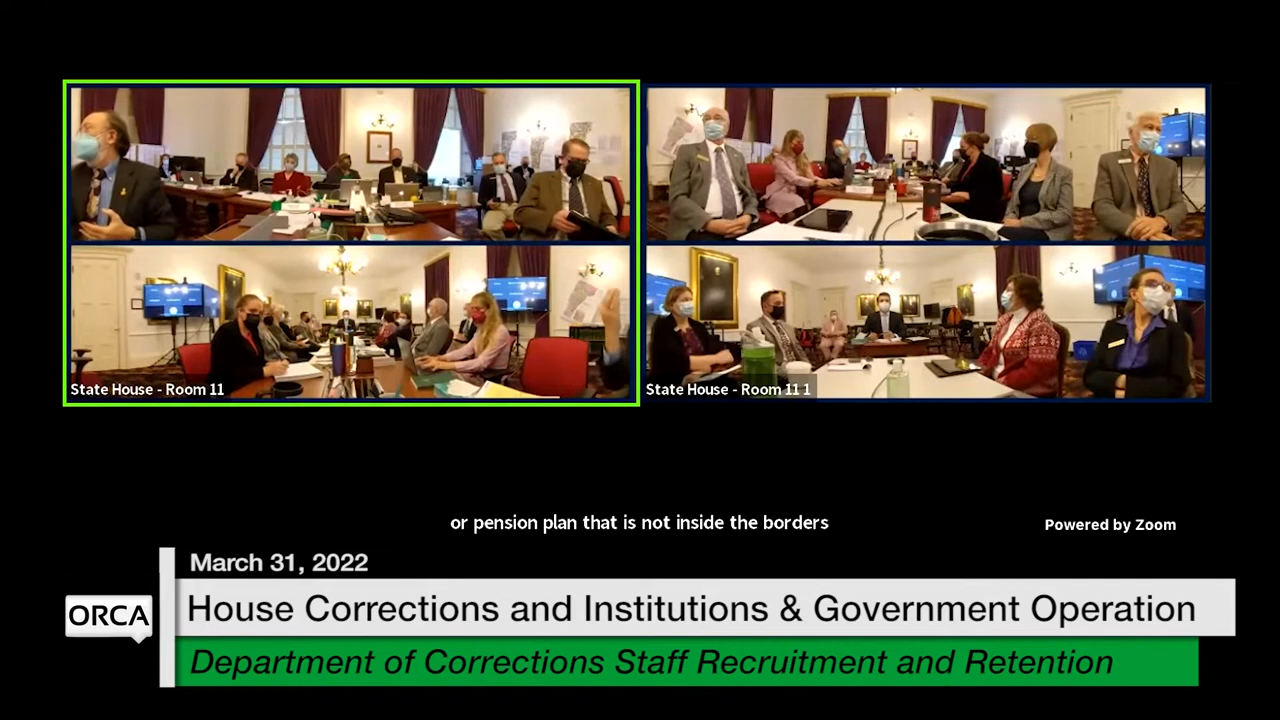 State House - Room 11
State House - Room 11 1
or pension plan that is not inside the borders
Powered by Zoom
March 31, 2022
ORCA
House Corrections and Institutions & Government Operation
Department of Corrections Staff Recruitment and Retention